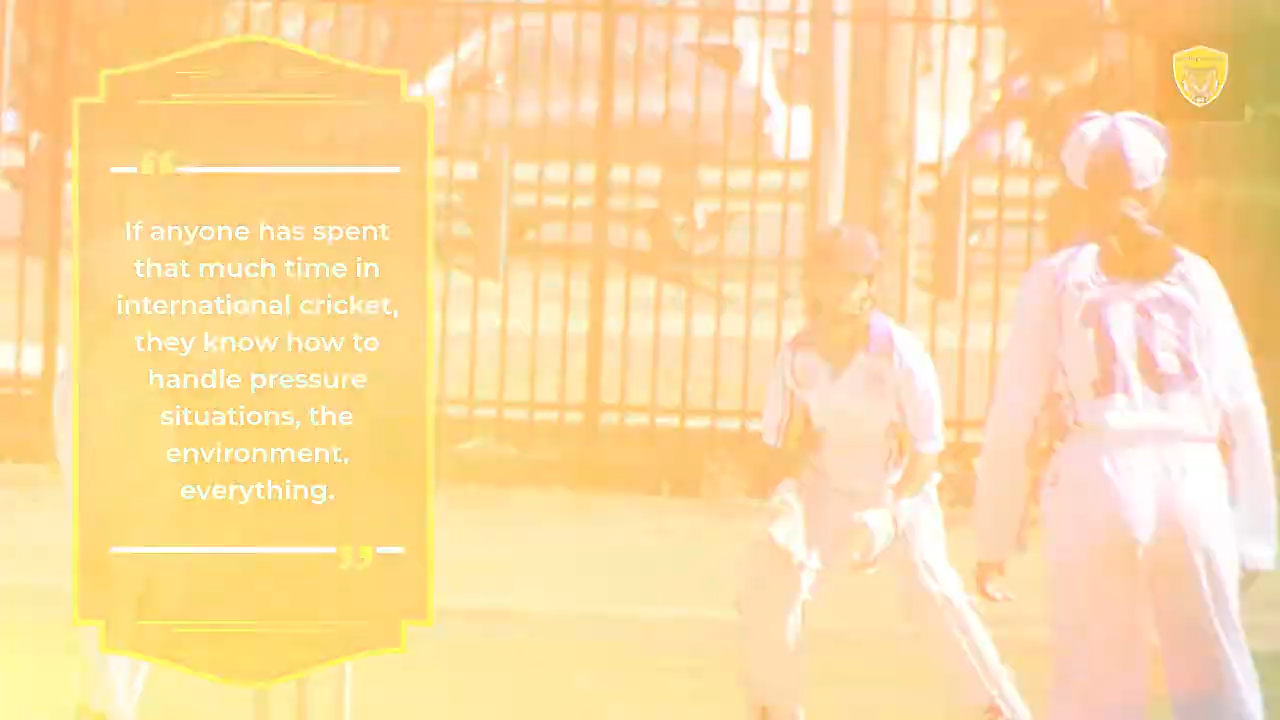 “
If anyone has spent
that much time in
international cricket,
they know how to
handle pressure
situations, the
environment,
everything.
”